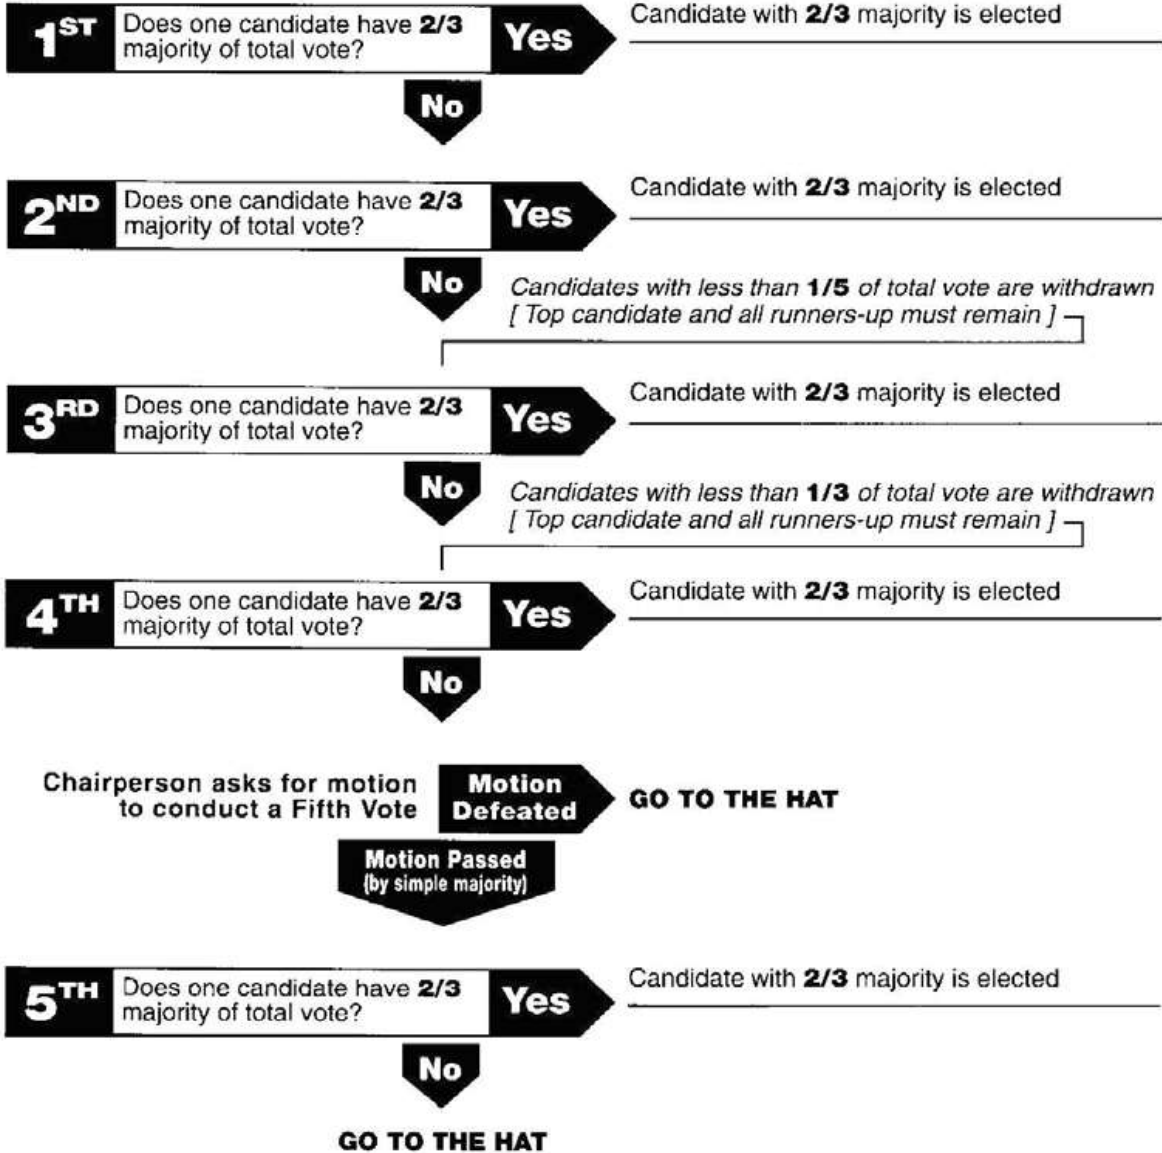 1ST Does one candidate have 2/3 Yes Candidate with 2/3 majority is elected
majority of total vote?
No
2ND Does one candidate have 2/3 Yes Candidate with 2/3 majority is elected
majority of total vote?
No
Candidates with less than 1/5 of total vote are withdrawn
[ Top candidate and all runners-up must remain ]
3RD Does one candidate have 2/3 Yes Candidate with 2/3 majority is elected
majority of total vote?
No
Candidates with less than 1/3 of total vote are withdrawn
[ Top candidate and all runners-up must remain ]
4TH Does one candidate have 2/3 Yes Candidate with 2/3 majority is elected
majority of total vote?
No
Chairperson asks for motion
to conduct a Fifth Vote
Motion
Defeated
GO TO THE HAT
Motion Passed
(by simple majority)
5TH Does one candidate have 2/3 Yes Candidate with 2/3 majority is elected
majority of total vote?
No
GO TO THE HAT